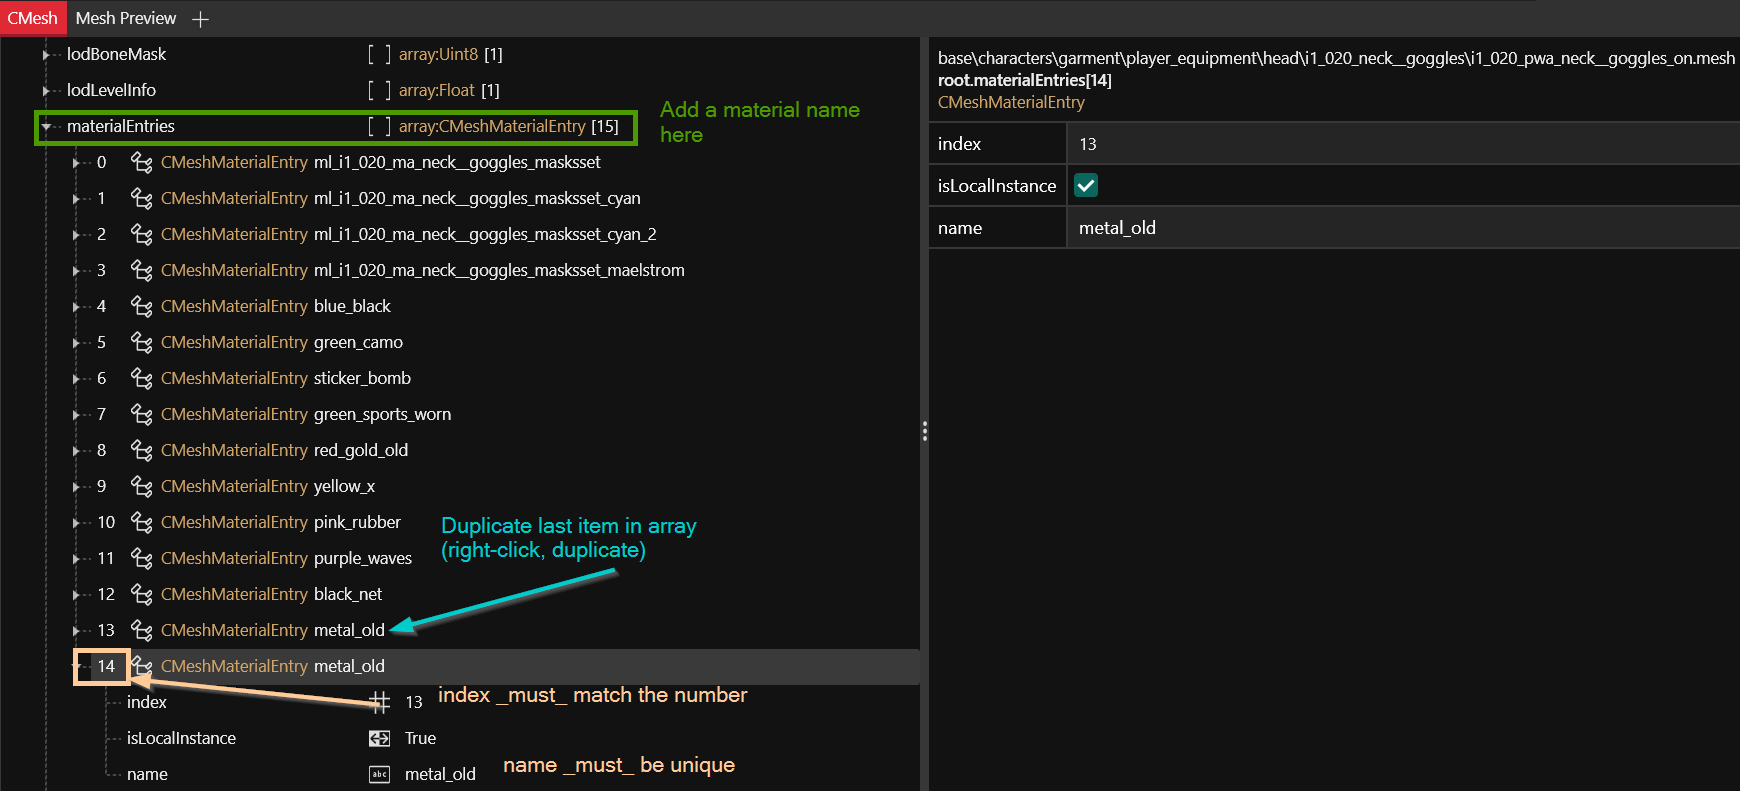 CMesh Mesh Preview +
lodBoneMask [ ] array:Uint8 [1]
lodLevelInfo [ ] array:Float [1]
materialEntries [ ] array:CMeshMaterialEntry [15]
Add a material name
here
0 CMeshMaterialEntry ml_i1_020_ma_neck__goggles_masksset
1 CMeshMaterialEntry ml_i1_020_ma_neck__goggles_masksset_cyan
2 CMeshMaterialEntry ml_i1_020_ma_neck__goggles_masksset_cyan_2
3 CMeshMaterialEntry ml_i1_020_ma_neck__goggles_masksset_maelstrom
4 CMeshMaterialEntry blue_black
5 CMeshMaterialEntry green_camo
6 CMeshMaterialEntry sticker_bomb
7 CMeshMaterialEntry green_sports_worn
8 CMeshMaterialEntry red_gold_old
9 CMeshMaterialEntry yellow_x
10 CMeshMaterialEntry pink_rubber
11 CMeshMaterialEntry purple_waves
Duplicate last item in array
(right-click, duplicate)
12 CMeshMaterialEntry black_net
13 CMeshMaterialEntry metal_old
14 CMeshMaterialEntry metal_old
index 13
index _must_ match the number
isLocalInstance True
name abc metal_old
name _must_ be unique
base\characters\garment\player_equipment\head\i1_020_neck__goggles\i1_020_pwa_neck__goggles_on.mesh
root.materialEntries[14]
CMeshMaterialEntry
index 13
isLocalInstance
name metal_old